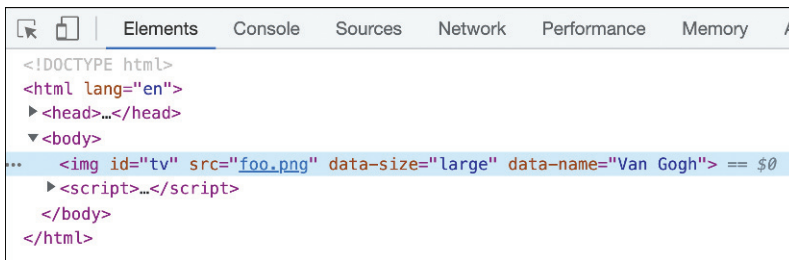 Elements Console Sources Network Performance Memory
<!DOCTYPE html>
<html lang="en">
▶<head>…</head>
▼<body>
… <img id="tv" src="foo.png" data-size="large" data-name="Van Gogh"> == $0
▶<script>…</script>
</body>
</html>